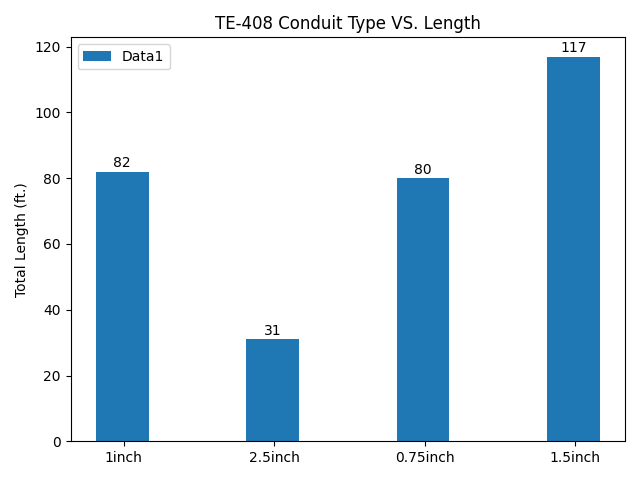 TE-408 Conduit Type VS. Length
Data1
Total Length (ft.)
120
100
80
60
40
20
0
82
31
80
117
1inch
2.5inch
0.75inch
1.5inch